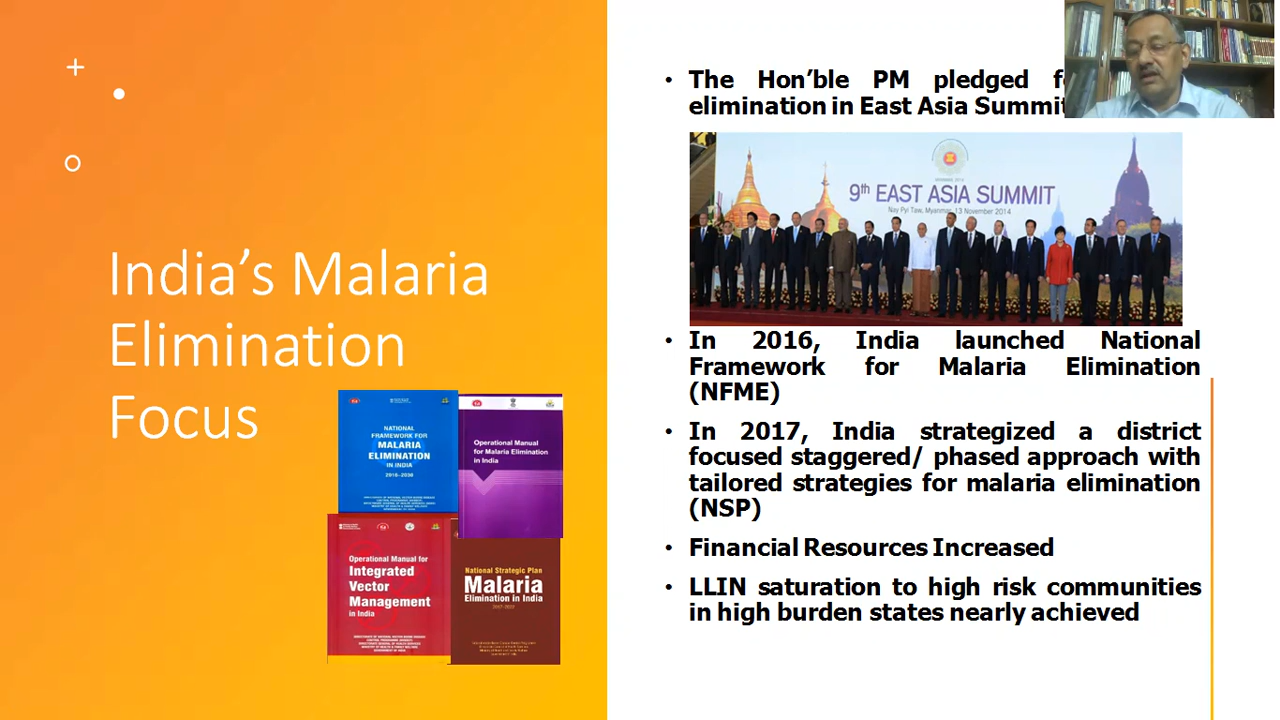 India's Malaria
Elimination
Focus
NATIONAL
FRAMEWORK FOR
MALARIA
ELIMINATION
IN INDIA
2016–2030
Operational Manual
for Malaria Elimination
in India
Operational Manual for
Integrated
Vector
Management
in India
National Strategic Plan
Malaria
Elimination in India
2017-2022
• The Hon'ble PM pledged
elimination in East Asia Summit
9th EAST ASIA SUMMIT
Nay Pyi Taw, Myanmar 13 November 2014
• In 2016, India launched National
Framework for Malaria Elimination
(NFME)
• In 2017, India strategized a district
focused staggered/ phased approach with
tailored strategies for malaria elimination
(NSP)
• Financial Resources Increased
• LLIN saturation to high risk communities
in high burden states nearly achieved